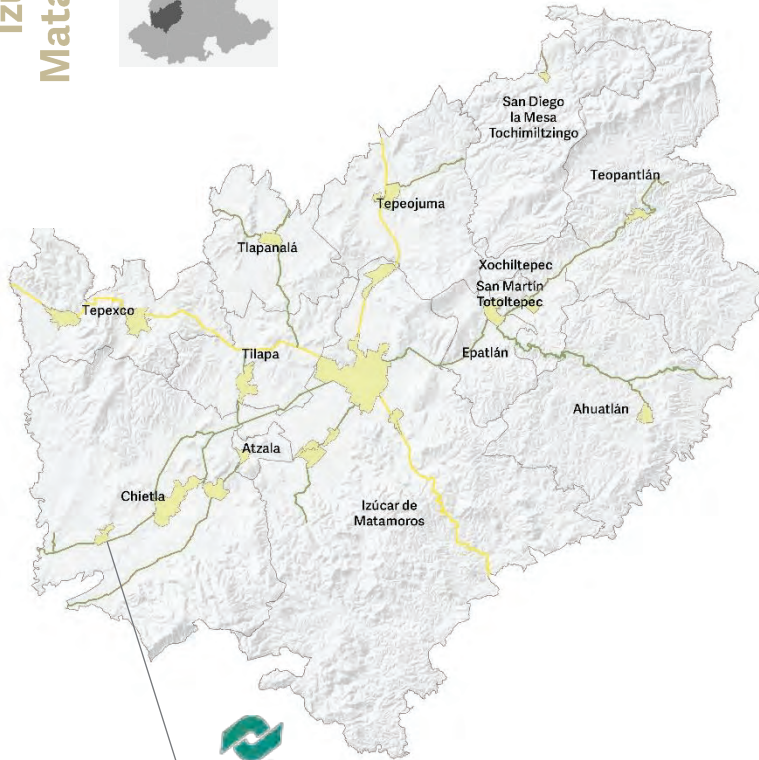 San Diego
la Mesa
Tochimiltzingo
Teopantlán
Tepeojuma
Tlapanalá
Xochiltepec
San Martín
Totoltepec
Tepexco
Tilapa
Epatlán
Ahuatlán
Atzala
Chietla
Izúcar de
Matamoros